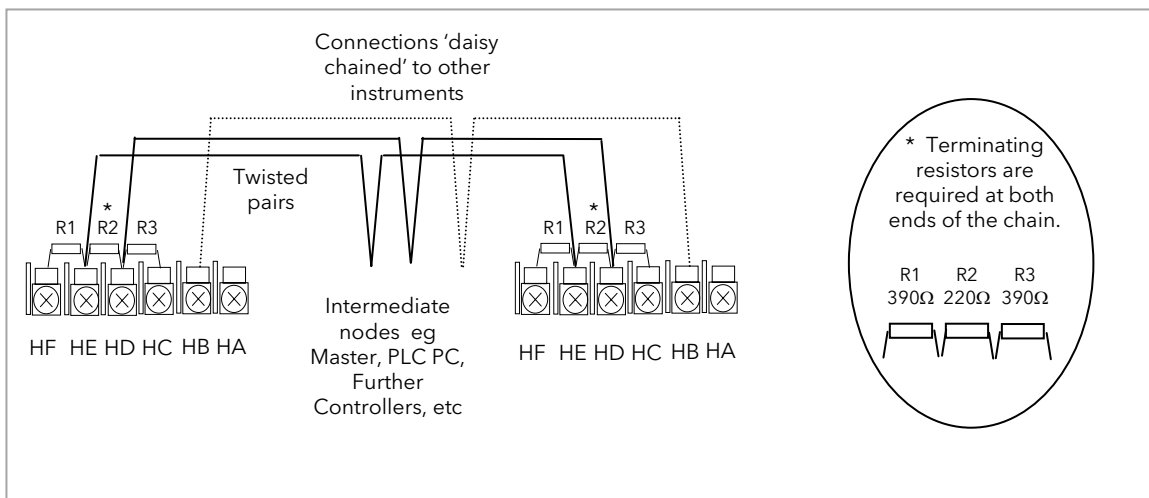 Connections ‘daisy
chained’ to other
instruments
Twisted
pairs
*
R1 R2 R3
HF HE HD HC HB HA
Intermediate
nodes eg
Master, PLC PC,
Further
Controllers, etc
*
R1 R2 R3
HF HE HD HC HB HA
* Terminating
resistors are
required at both
ends of the chain.
R1 R2 R3
390Ω 220Ω 390Ω